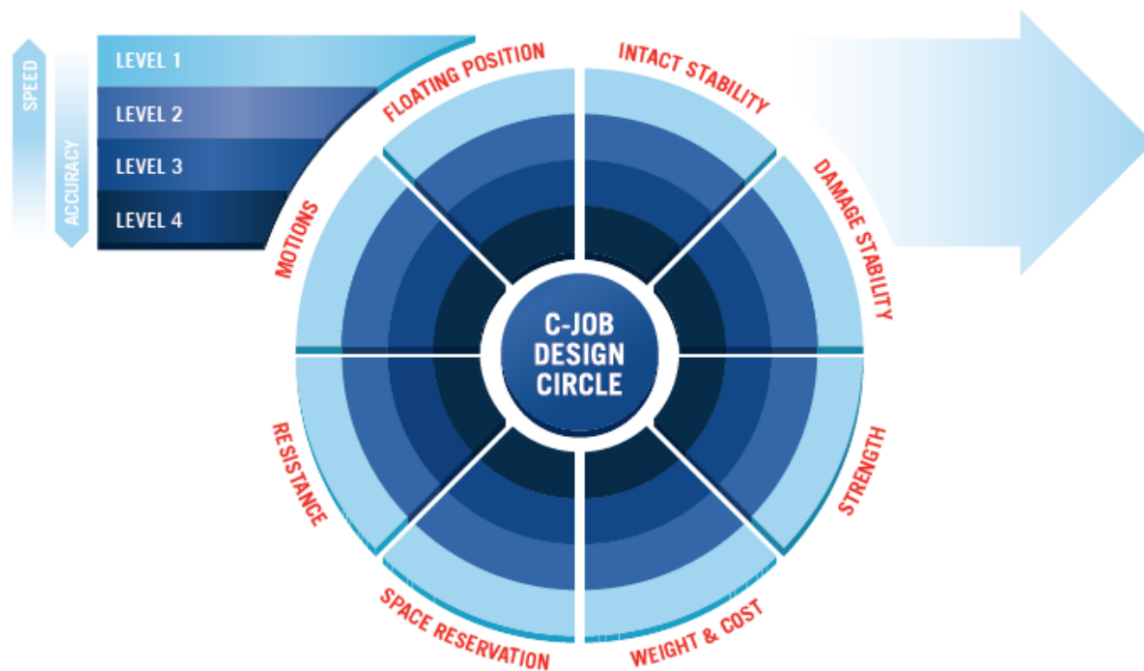 SPEED
ACCURACY
LEVEL 1
LEVEL 2
LEVEL 3
LEVEL 4
FLOATING POSITION
INTACT STABILITY
DAMAGE STABILITY
STRENGTH
WEIGHT & COST
SPACE RESERVATION
RESISTANCE
MOTIONS
C-JOB
DESIGN
CIRCLE